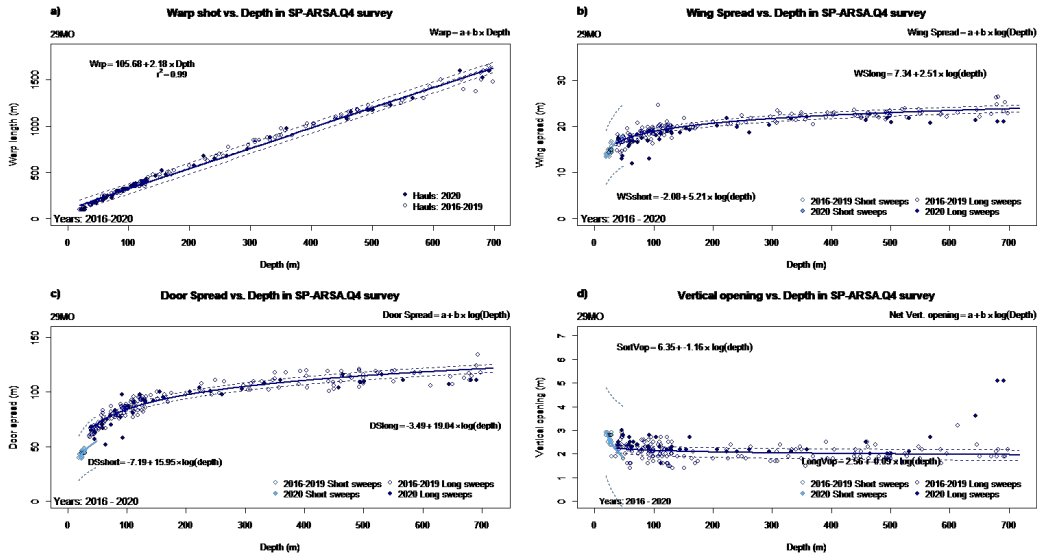 a) Warp shot vs. Depth in SP-ARSA.Q4 survey
29MO
Warp = a + b × Depth
Wrp = 105.68 + 2.18 × Dpth
r² = 0.99
Warp length (m)
0
500
1000
1500
Hauls: 2020
Hauls: 2016-2019
Years: 2016-2020
0 100 200 300 400 500 600 700
Depth (m)
b) Wing Spread vs. Depth in SP-ARSA.Q4 survey
29MO
Wing Spread = a + b × log(Depth)
WSlong = 7.34 + 2.51 × log(depth)
Wing spread (m)
0
10
20
30
WSshort = -2.08 + 5.21 × log(depth)
2016-2019 Short sweeps
2020 Short sweeps
2016-2019 Long sweeps
2020 Long sweeps
Years: 2016 - 2020
0 100 200 300 400 500 600 700
Depth (m)
c) Door Spread vs. Depth in SP-ARSA.Q4 survey
29MO
Door Spread = a + b × log(Depth)
Door spread (m)
0
50
100
150
DSlong = -3.49 + 19.04 × log(depth)
DSshort = -7.19 + 15.95 × log(depth)
2016-2019 Short sweeps
2020 Short sweeps
2016-2019 Long sweeps
2020 Long sweeps
Years: 2016 - 2020
0 100 200 300 400 500 600 700
Depth (m)
d) Vertical opening vs. Depth in SP-ARSA.Q4 survey
29MO
Net Vert. opening = a + b × log(Depth)
SortVop = 6.35 + -1.16 × log(depth)
Vertical opening (m)
0
1
2
3
4
5
6
7
LongVop = 2.56 + -0.09 × log(depth)
2016-2019 Short sweeps
2020 Short sweeps
2016-2019 Long sweeps
2020 Long sweeps
Years: 2016 - 2020
0 100 200 300 400 500 600 700
Depth (m)